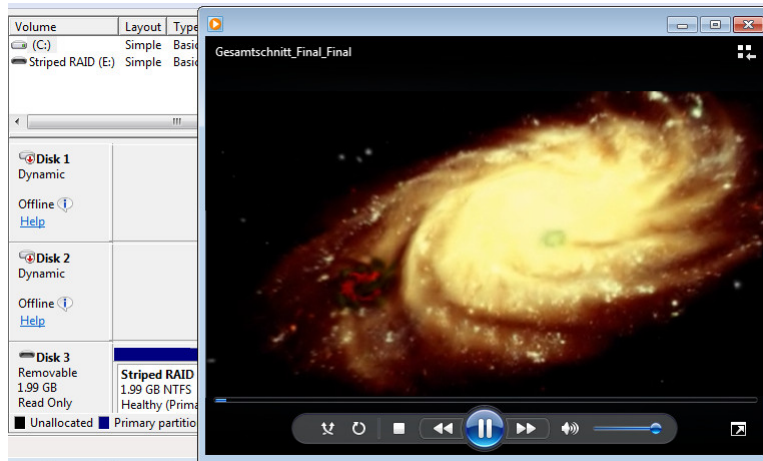 Volume Layout Type
(C:) Simple Basic
Striped RAID (E:) Simple Basic
Gesamtschnitt_Final_Final
Disk 1
Dynamic
Offline
Help
Disk 2
Dynamic
Offline
Help
Disk 3
Removable
1.99 GB
Read Only
Striped RAID
1.99 GB NTFS
Healthy (Prima
Unallocated Primary partitio